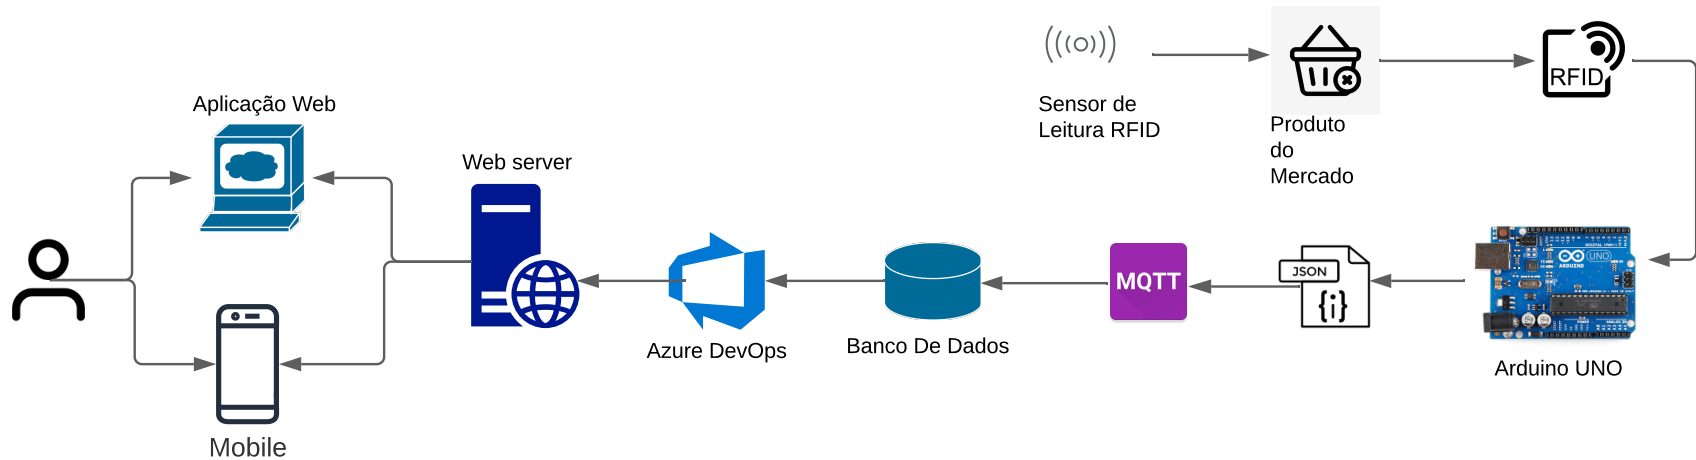 Aplicação Web
Web server
Mobile
Azure DevOps
Banco De Dados
MQTT
JSON
{i}
Sensor de
Leitura RFID
Produto
do
Mercado
RFID
UNO
ARDUINO
Arduino UNO